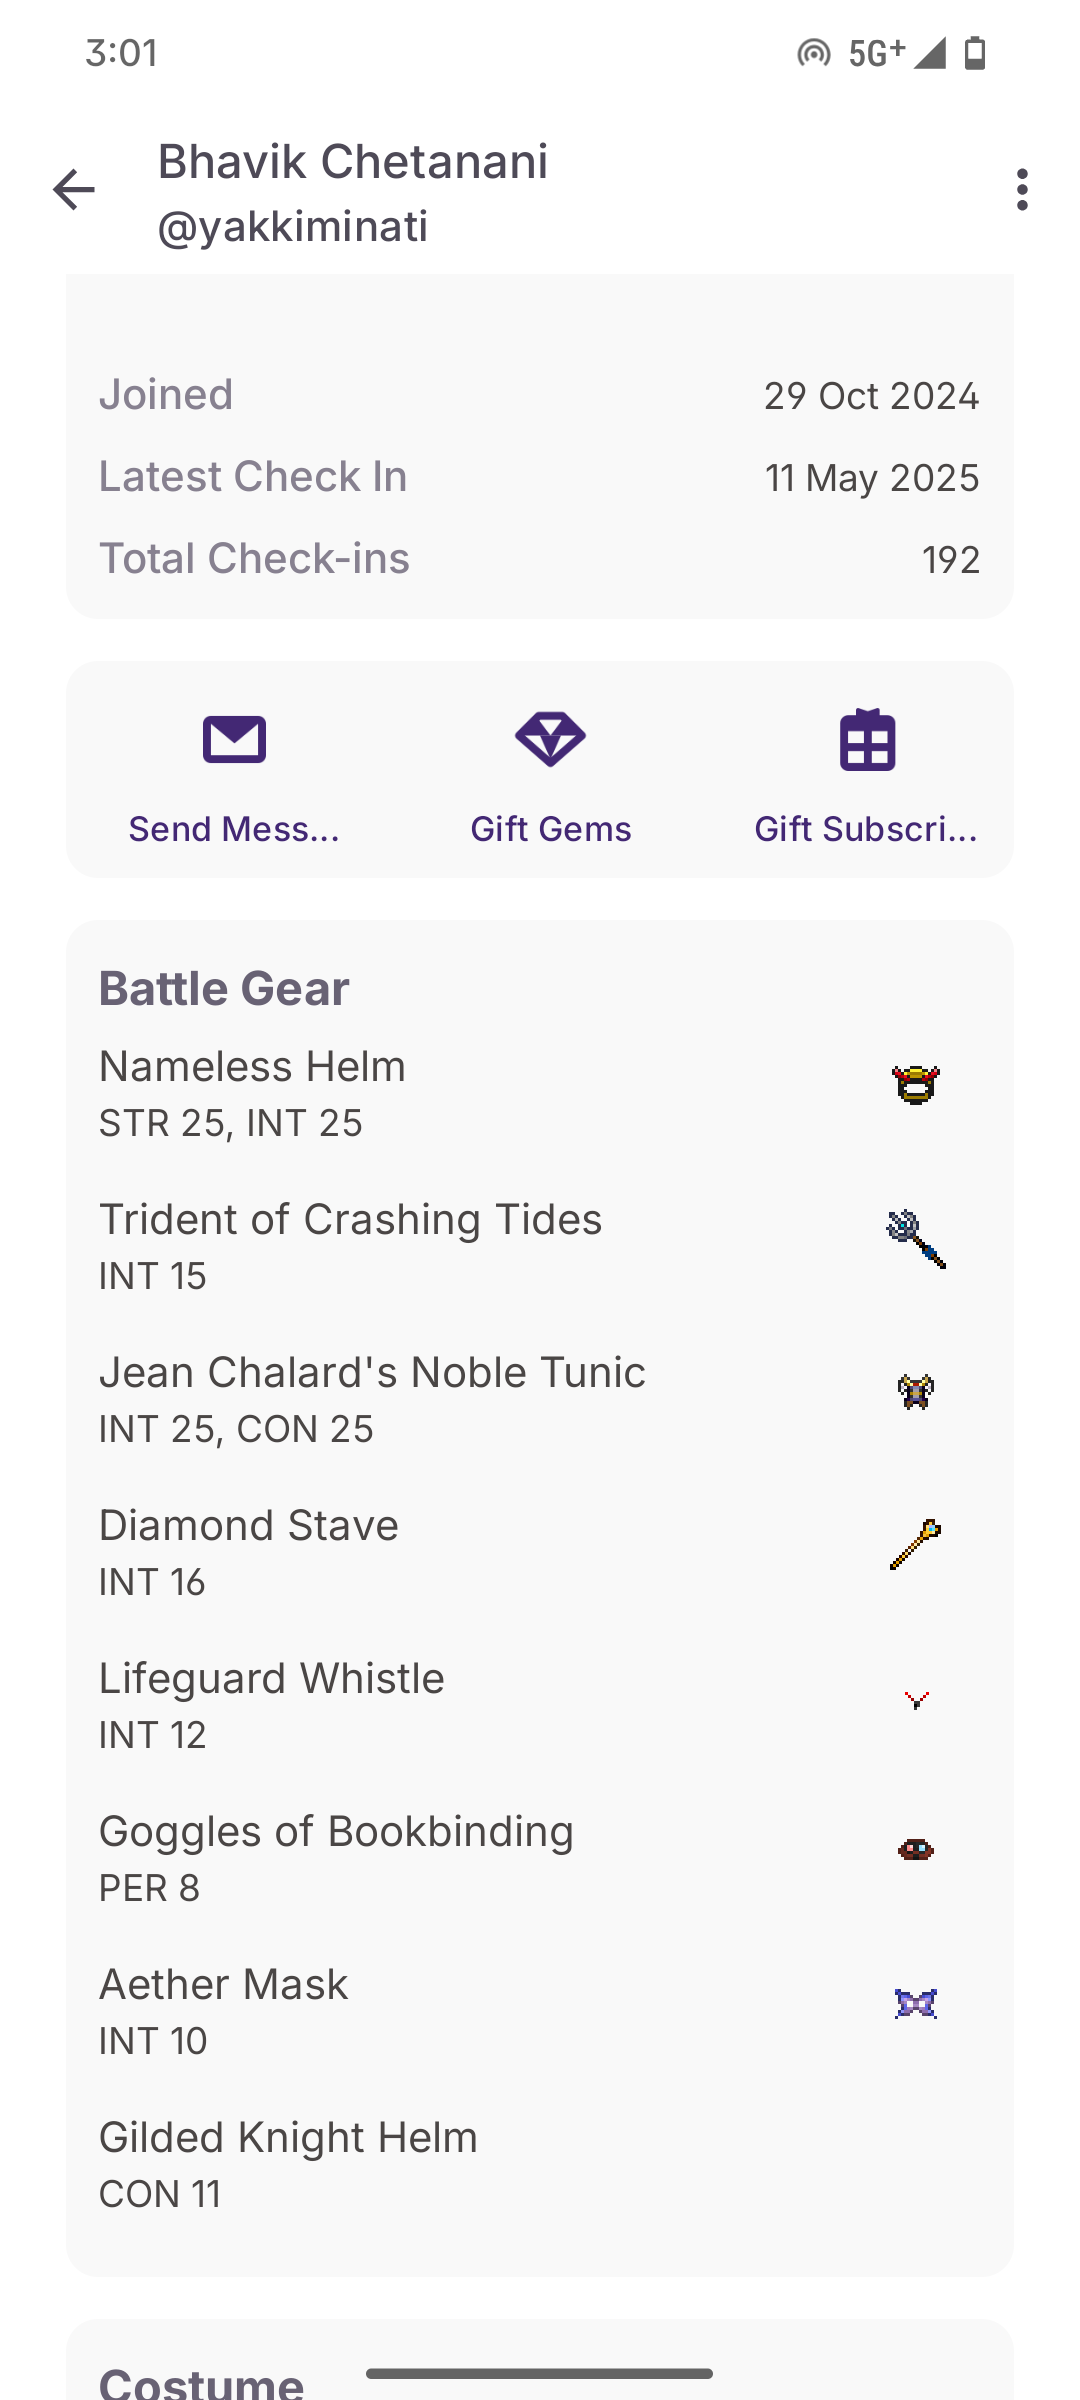 3:01
5G+
Bhavik Chetanani
@yakkiminati
Joined 29 Oct 2024
Latest Check In 11 May 2025
Total Check-ins 192
Send Mess... Gift Gems Gift Subscri...
Battle Gear
Nameless Helm
STR 25, INT 25
Trident of Crashing Tides
INT 15
Jean Chalard's Noble Tunic
INT 25, CON 25
Diamond Stave
INT 16
Lifeguard Whistle
INT 12
Goggles of Bookbinding
PER 8
Aether Mask
INT 10
Gilded Knight Helm
CON 11
Costume